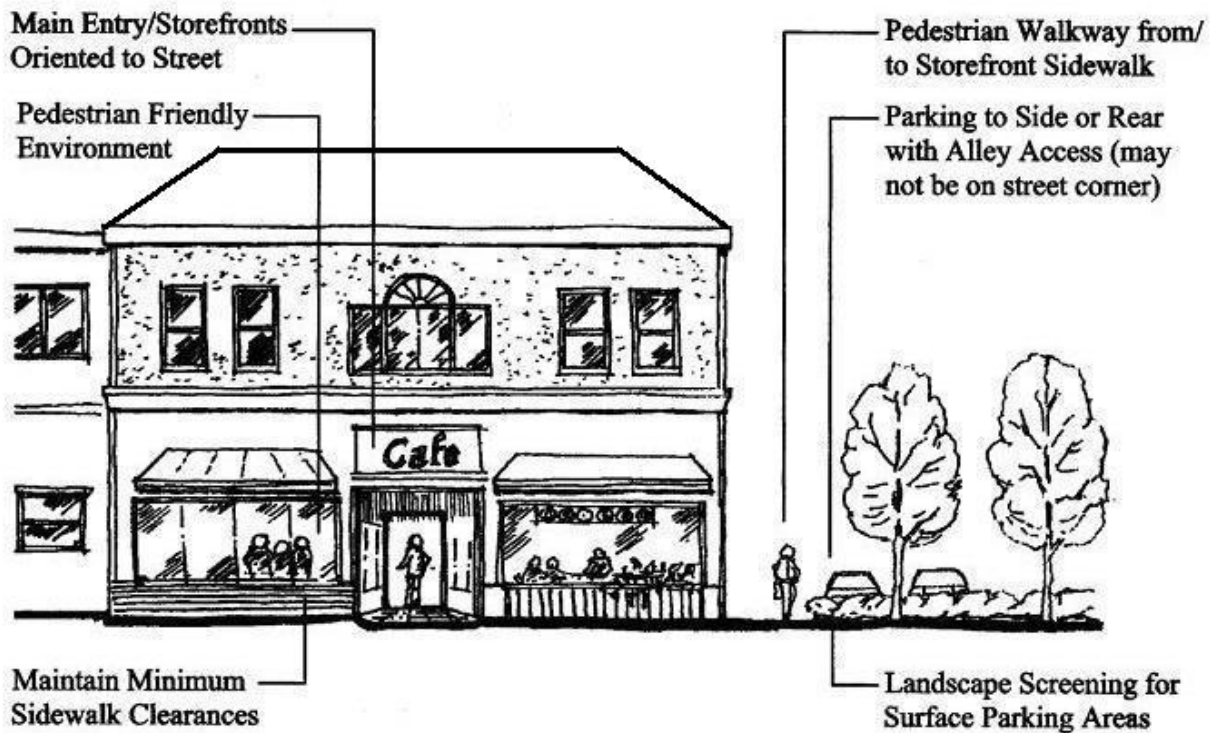 Main Entry/Storefronts
Oriented to Street
Pedestrian Friendly
Environment
Pedestrian Walkway from/
to Storefront Sidewalk
Parking to Side or Rear
with Alley Access (may
not be on street corner)
Cafe
Maintain Minimum
Sidewalk Clearances
Landscape Screening for
Surface Parking Areas